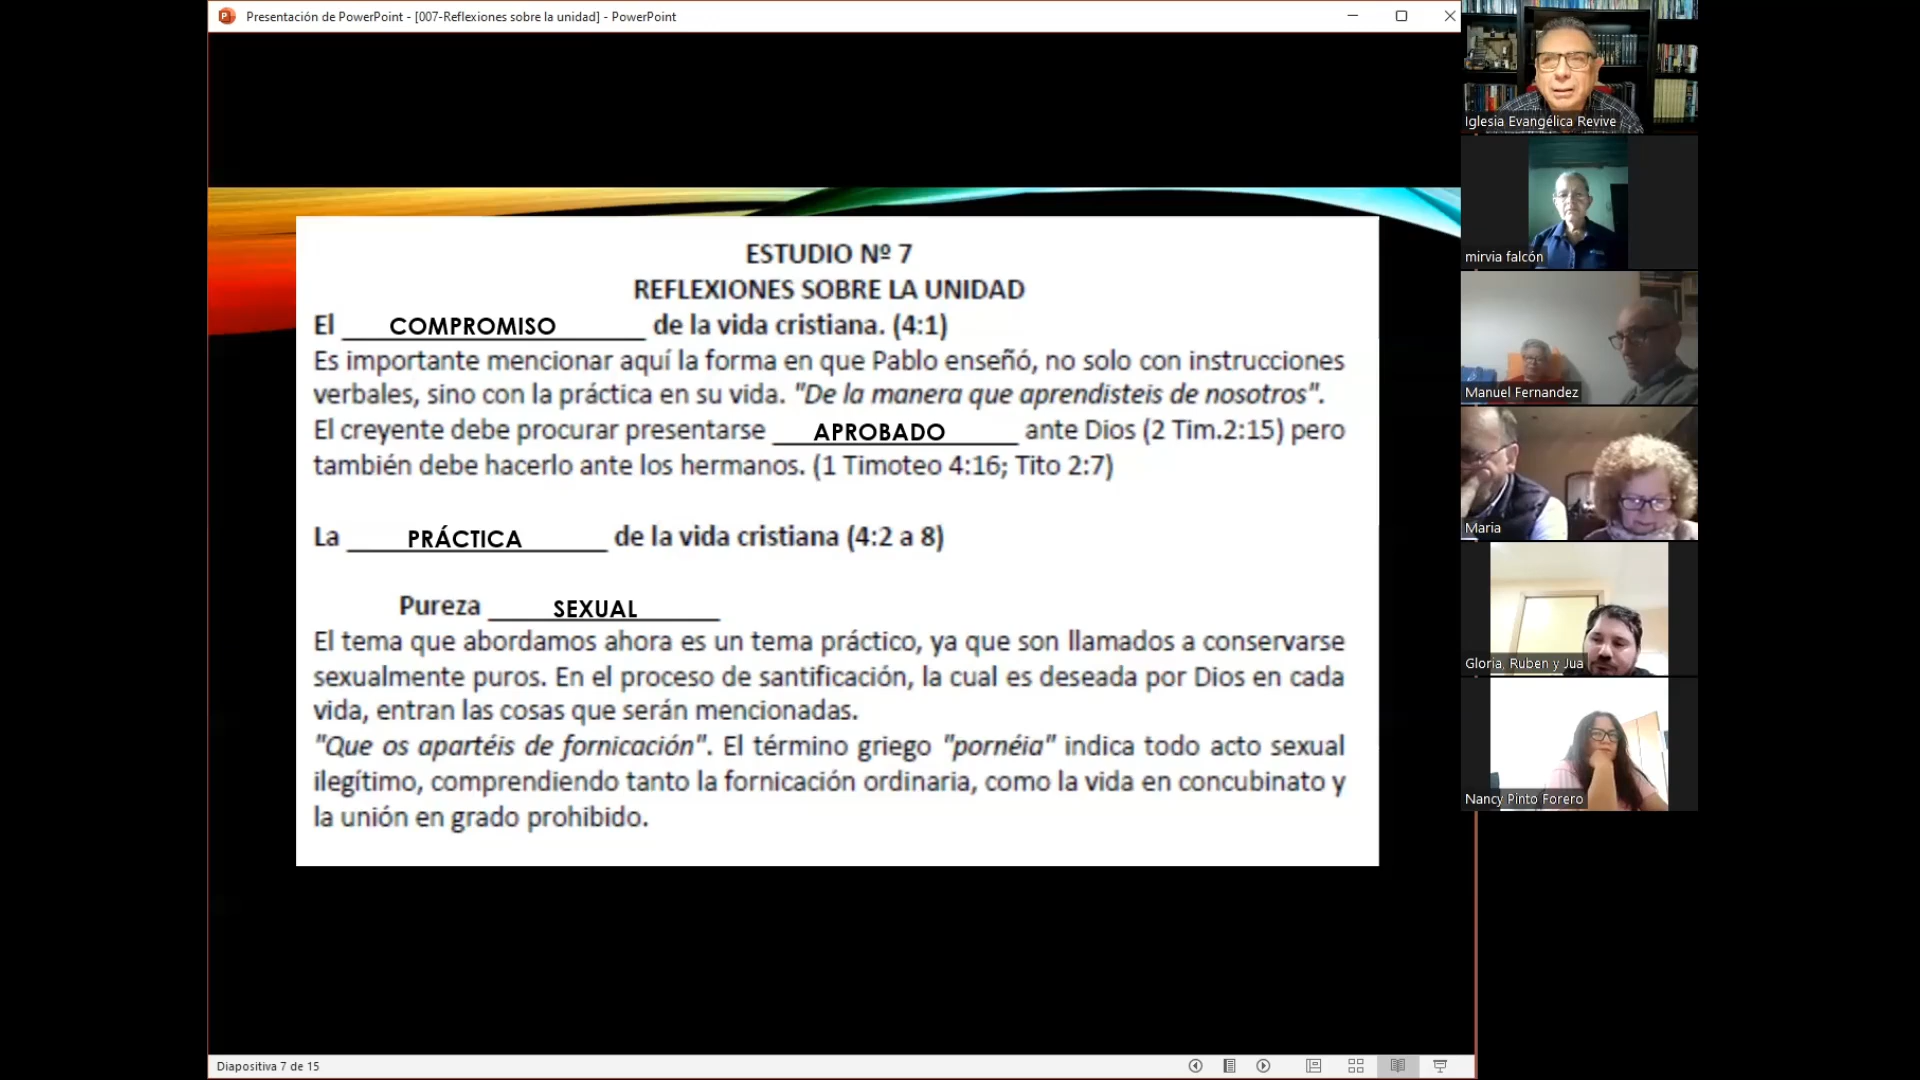 Presentación de PowerPoint - [007-Reflexiones sobre la unidad] - PowerPoint
ESTUDIO Nº 7
REFLEXIONES SOBRE LA UNIDAD
El COMPROMISO de la vida cristiana. (4:1)
Es importante mencionar aquí la forma en que Pablo enseñó, no solo con instrucciones
verbales, sino con la práctica en su vida. "De la manera que aprendisteis de nosotros".
El creyente debe procurar presentarse APROBADO ante Dios (2 Tim.2:15) pero
también debe hacerlo ante los hermanos. (1 Timoteo 4:16; Tito 2:7)
La PRÁCTICA de la vida cristiana (4:2 a 8)
Pureza SEXUAL
El tema que abordamos ahora es un tema práctico, ya que son llamados a conservarse
sexualmente puros. En el proceso de santificación, la cual es deseada por Dios en cada
vida, entran las cosas que serán mencionadas.
"Que os apartéis de fornicación". El término griego "pornéia" indica todo acto sexual
ilegítimo, comprendiendo tanto la fornicación ordinaria, como la vida en concubinato y
la unión en grado prohibido.
Diapositiva 7 de 15
Iglesia Evangélica Revive
mirvia falcón
Manuel Fernandez
Maria
Gloria, Ruben y Jua
Nancy Pinto Forero